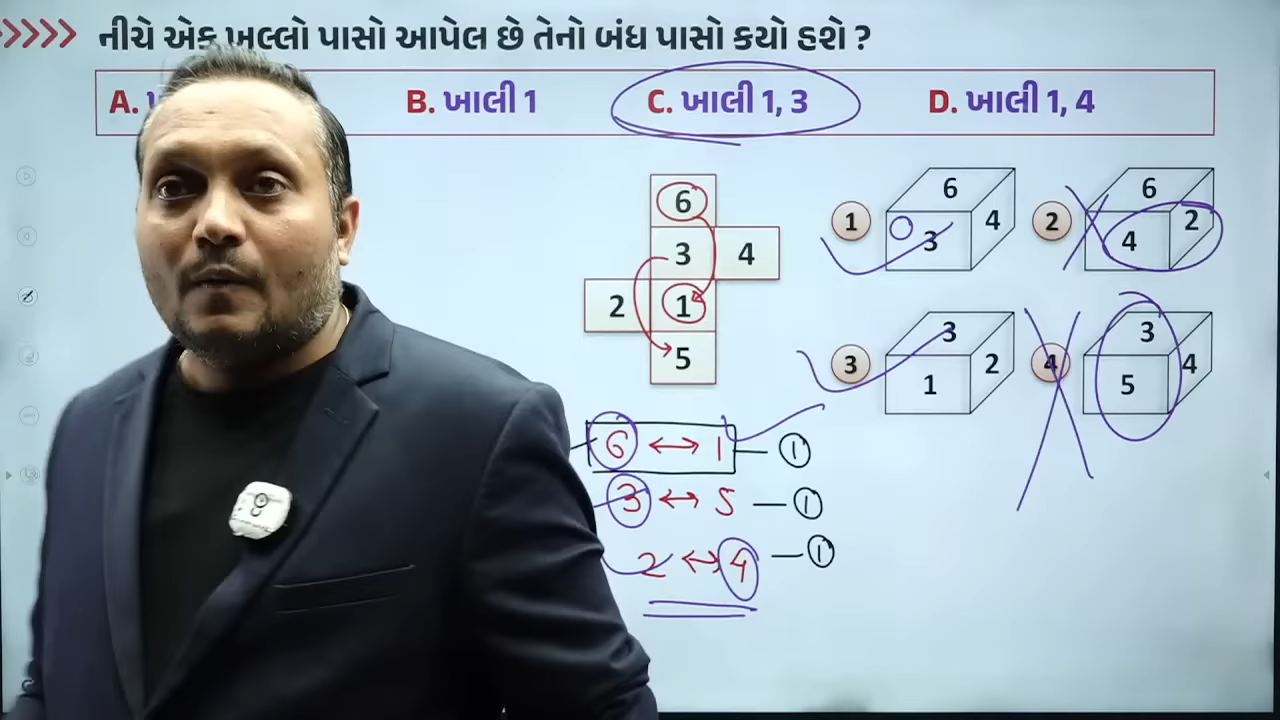 નીચે એક ખુલ્લો પાસો આપેલ છે તેનો બંધ પાસો કયો હશે ?
A.
B. ખાલી 1
C. ખાલી 1, 3
D. ખાલી 1, 4
6
3 4
2 1
5
1
6
3 4
2
6
4 2
3
3
1 2
4
3
5 4
6 ↔ 1 — 1
3 ↔ 5 — 1
2 ↔ 4 — 1